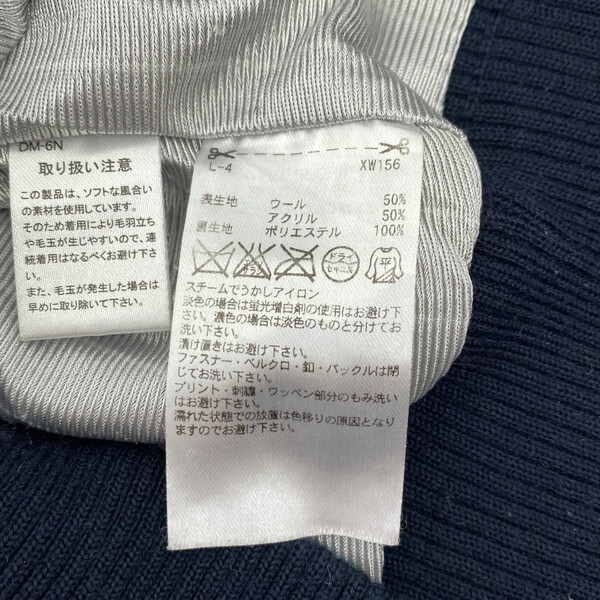 DM-6N
取り扱い注意
この製品は、ソフトな風合い
の素材を使用しています。
そのため着用により毛羽立ち
や毛玉が生じやすいので、連
続着用はなるべくお避け下さ
い。
また、毛玉が発生した場合は
早めに取り除いて下さい。
L-4 XW156
表生地 ウール 50%
アクリル 50%
裏生地 ポリエステル 100%
ドライ
平
スチームでうかしアイロン
淡色の場合は蛍光増白剤の使用はお避け下さ
い。濃色の場合は淡色のものと分けてお
洗い下さい。
漬け置きはお避け下さい。
ファスナー・ベルクロ・釦・バックルは閉
じてお洗い下さい。
プリント・刺繍・ワッペン部分のもみ洗い
はお避け下さい。
濡れた状態での放置は色移りの原因となり
ますのでお避け下さい。